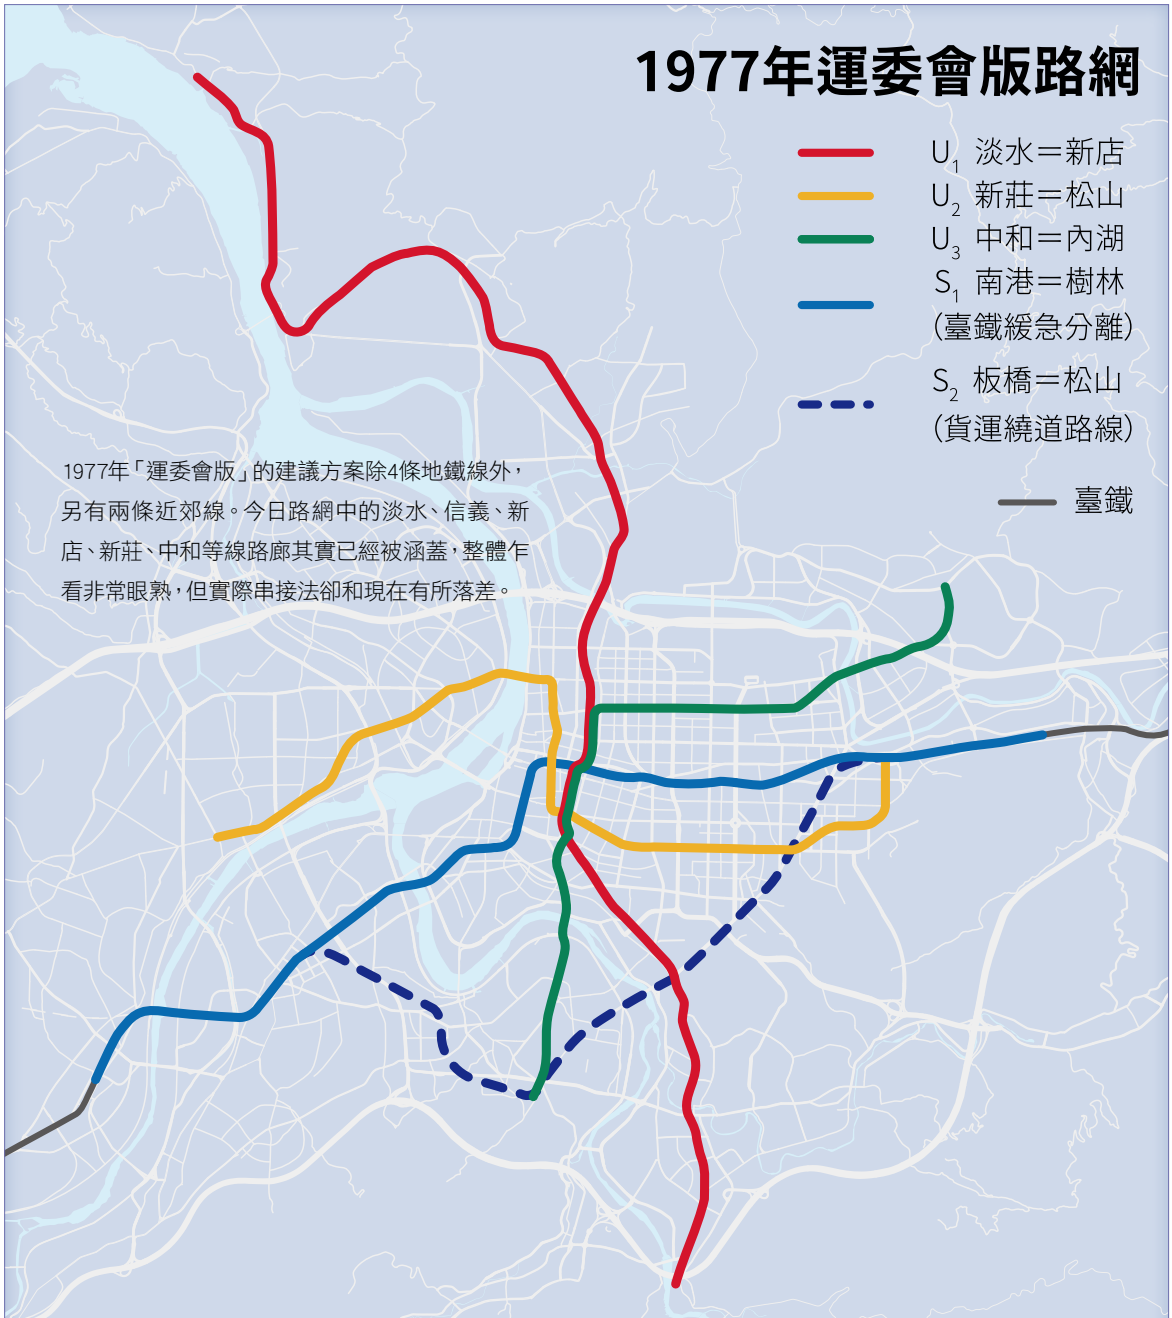 1977年運委會版路網
U1 淡水＝新店
U2 新莊＝松山
U3 中和＝內湖
S1 南港＝樹林
（臺鐵緩急分離）
S2 板橋＝松山
（貨運繞道路線）
臺鐵
1977年「運委會版」的建議方案除4條地鐵線外，
另有兩條近郊線。今日路網中的淡水、信義、新
店、新莊、中和等線路廊其實已經被涵蓋，整體乍
看非常眼熟，但實際串接法卻和現在有所落差。